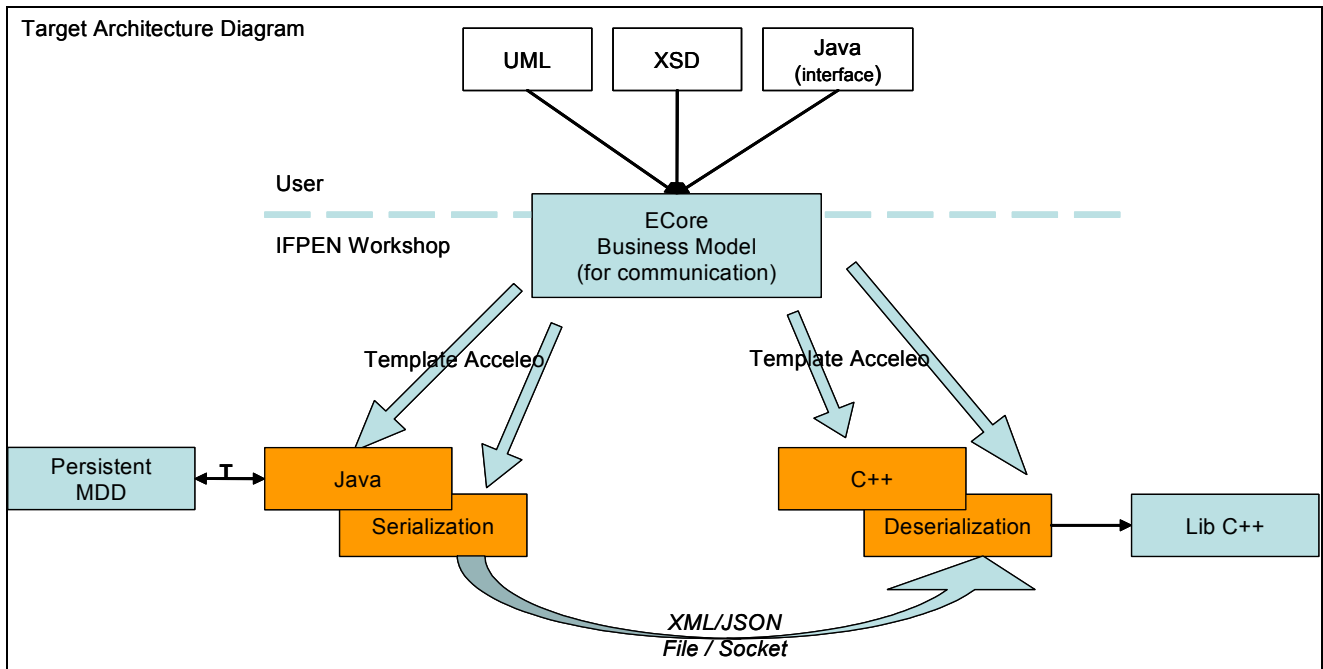 Target Architecture Diagram
UML
XSD
Java
(interface)
User
IFPEN Workshop
ECore
Business Model
(for communication)
Template Acceleo
Template Acceleo
Persistent
MDD
T
Java
Serialization
C++
Deserialization
Lib C++
XML/JSON
File / Socket